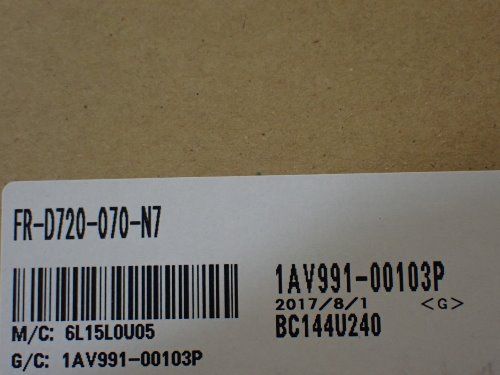 FR-D720-070-N7
1AV991-00103P
M/C: 6L15L0U05
2017/8/1 <G>
G/C: 1AV991-00103P
BC144U240